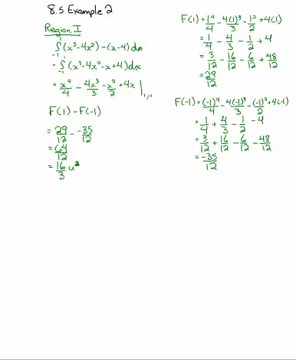 8.5 Example 2
Region I
∫₋₁¹ (x³-4x²) - (x-4) dx
= ∫₋₁¹ (x³-4x²-x+4) dx
= x⁴/4 - 4x³/3 - x²/2 + 4x |₋₁,₁
F(1) - F(-1)
= 29/12 - -35/12
= 64/12
= 16/3 u²
F(1) = 1⁴/4 - 4(1)³/3 - 1²/2 + 4(1)
= 1/4 - 4/3 - 1/2 + 4
= 3/12 - 16/12 - 6/12 + 48/12
= 29/12
F(-1) = (-1)⁴/4 - 4(-1)³/3 - (-1)²/2 + 4(-1)
= 1/4 + 4/3 - 1/2 - 4
= 3/12 + 16/12 - 6/12 - 48/12
= -35/12